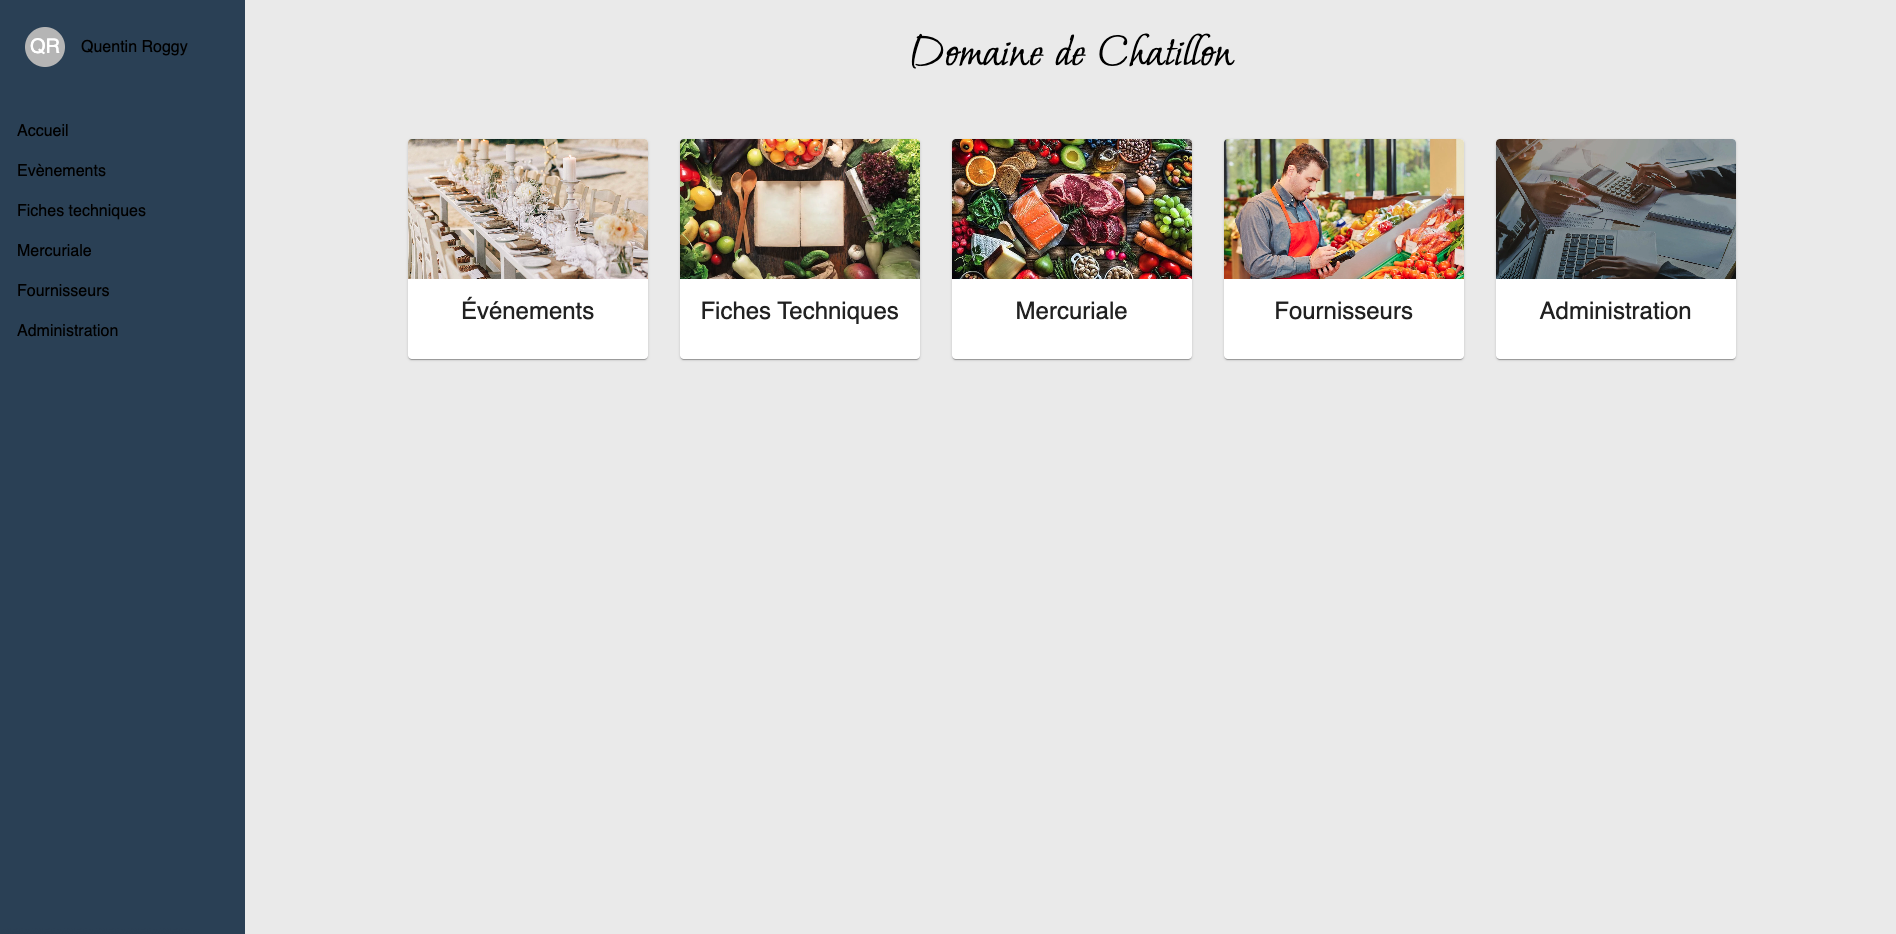 QR
Quentin Roggy
Accueil
Evènements
Fiches techniques
Mercuriale
Fournisseurs
Administration
Domaine de Chatillon
Événements
Fiches Techniques
Mercuriale
Fournisseurs
Administration